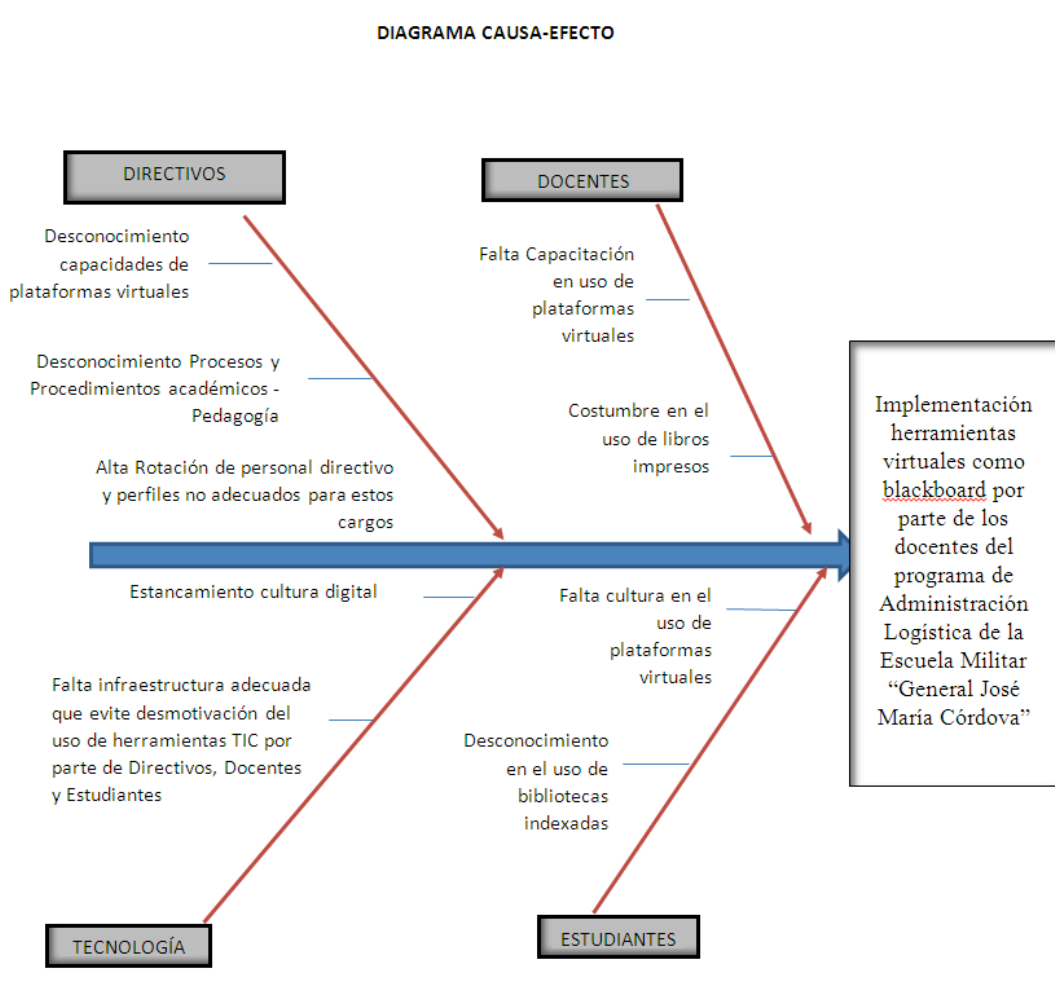 DIAGRAMA CAUSA-EFECTO
DIRECTIVOS
Desconocimiento
capacidades de
plataformas virtuales
Desconocimiento Procesos y
Procedimientos académicos -
Pedagogía
Alta Rotación de personal directivo
y perfiles no adecuados para estos
cargos
DOCENTES
Falta Capacitación
en uso de
plataformas
virtuales
Costumbre en el
uso de libros
impresos
Estancamiento cultura digital
Falta infraestructura adecuada
que evite desmotivación del
uso de herramientas TIC por
parte de Directivos, Docentes
y Estudiantes
TECNOLOGÍA
Falta cultura en el
uso de
plataformas
virtuales
Desconocimiento
en el uso de
bibliotecas
indexadas
ESTUDIANTES
Implementación
herramientas
virtuales como
blackboard por
parte de los
docentes del
programa de
Administración
Logística de la
Escuela Militar
“General José
María Córdova”